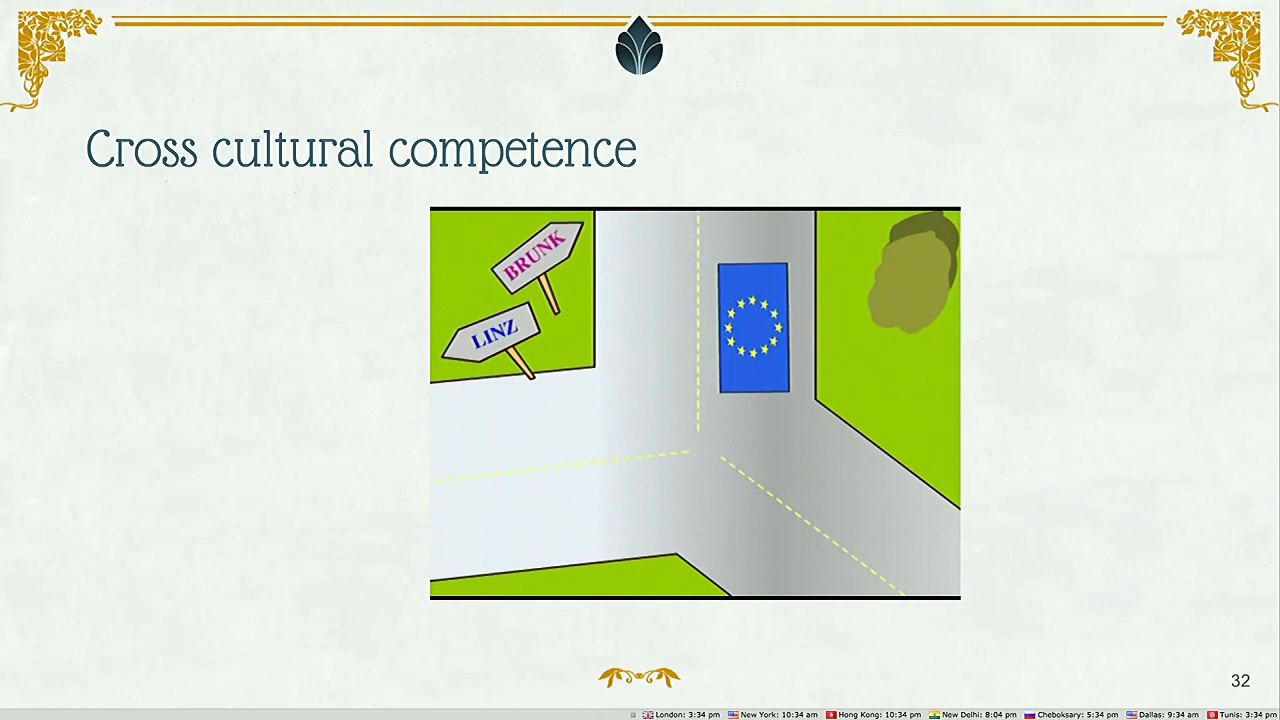 Cross cultural competence
BRUNK
LINZ
32
London: 3:34 pm New York: 10:34 am Hong Kong: 10:34 pm New Delhi: 8:04 pm Cheboksary: 5:34 pm Dallas: 9:34 am Tunis: 3:34 pm